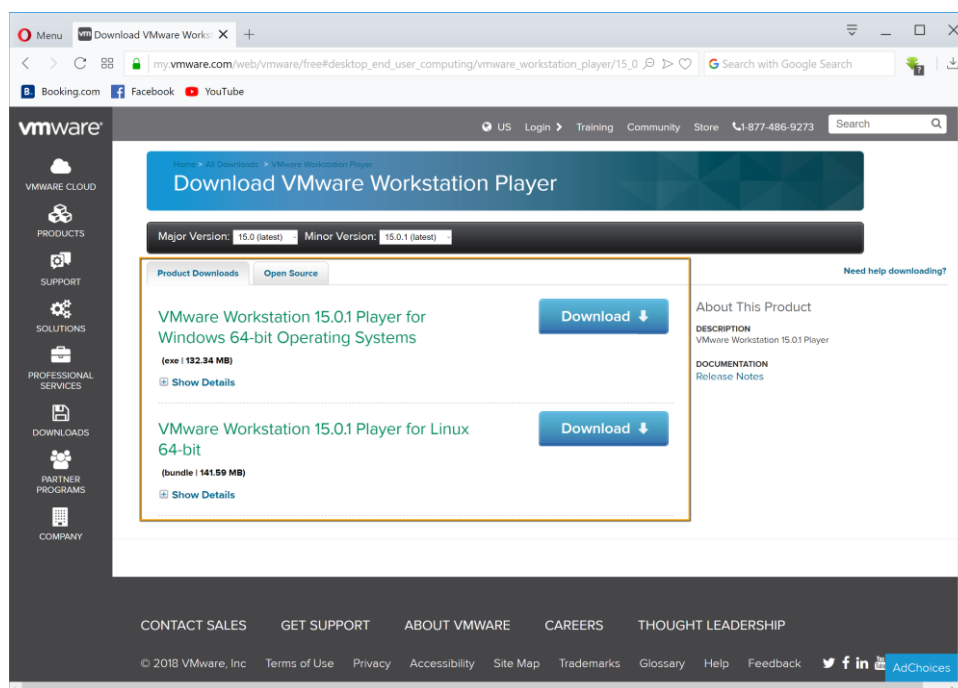 Menu
vm Download VMware Works
my.vmware.com/web/vmware/free#desktop_end_user_computing/vmware_workstation_player/15_0
Search with Google Search
B. Booking.com
Facebook
YouTube
vmware
US
Login
Training
Community
Store
1-877-486-9273
Search
VMWARE CLOUD
PRODUCTS
SUPPORT
SOLUTIONS
PROFESSIONAL
SERVICES
DOWNLOADS
PARTNER
PROGRAMS
COMPANY
Home > All Downloads > VMware Workstation Player
Download VMware Workstation Player
Major Version: 15.0 (latest) Minor Version: 15.0.1 (latest)
Product Downloads
Open Source
Need help downloading?
VMware Workstation 15.0.1 Player for
Windows 64-bit Operating Systems
(exe | 132.34 MB)
Show Details
Download
VMware Workstation 15.0.1 Player for Linux
64-bit
(bundle | 141.59 MB)
Show Details
Download
About This Product
DESCRIPTION
VMware Workstation 15.0.1 Player
DOCUMENTATION
Release Notes
CONTACT SALES
GET SUPPORT
ABOUT VMWARE
CAREERS
THOUGHT LEADERSHIP
© 2018 VMware, Inc
Terms of Use
Privacy
Accessibility
Site Map
Trademarks
Glossary
Help
Feedback
AdChoices